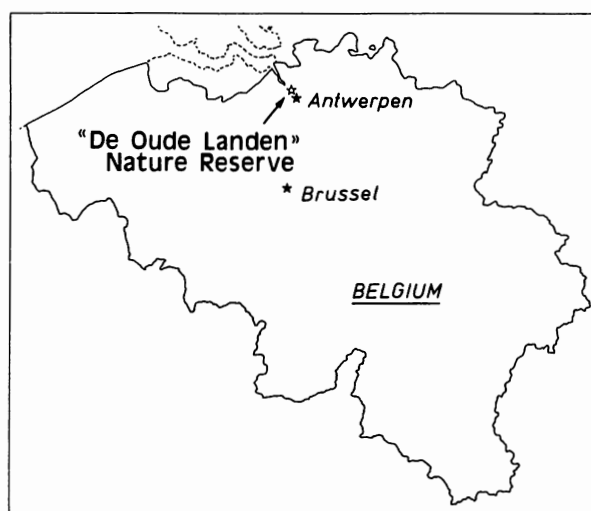 Antwerpen
«De Oude Landen»
Nature Reserve
Brussel
BELGIUM